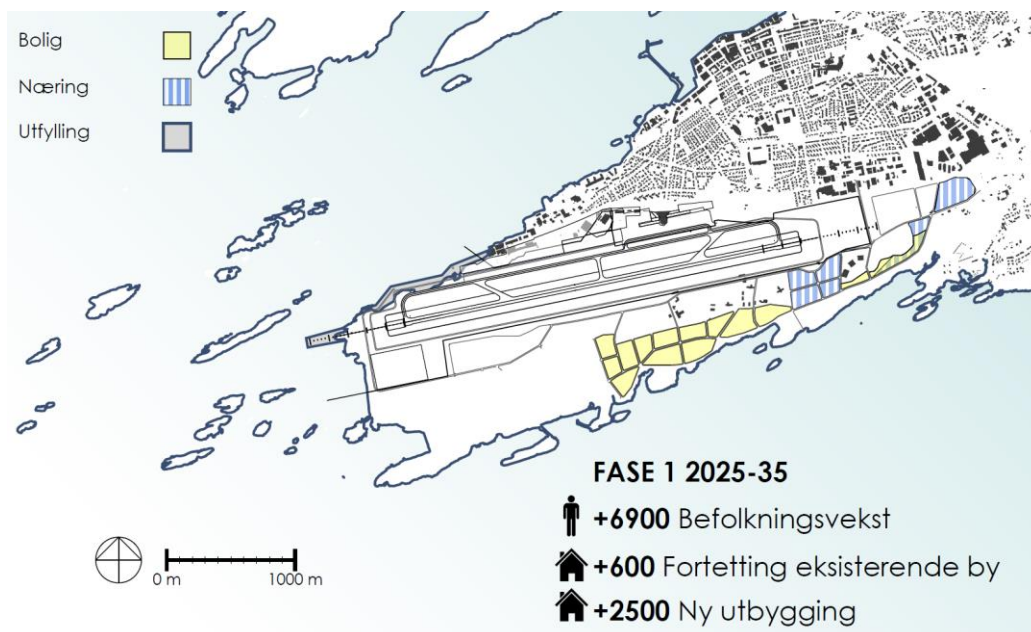 Bolig
Næring
Utfylling
FASE 1 2025-35
+6900 Befolkningsvekst
+600 Fortetting eksisterende by
+2500 Ny utbygging
0 m 1000 m